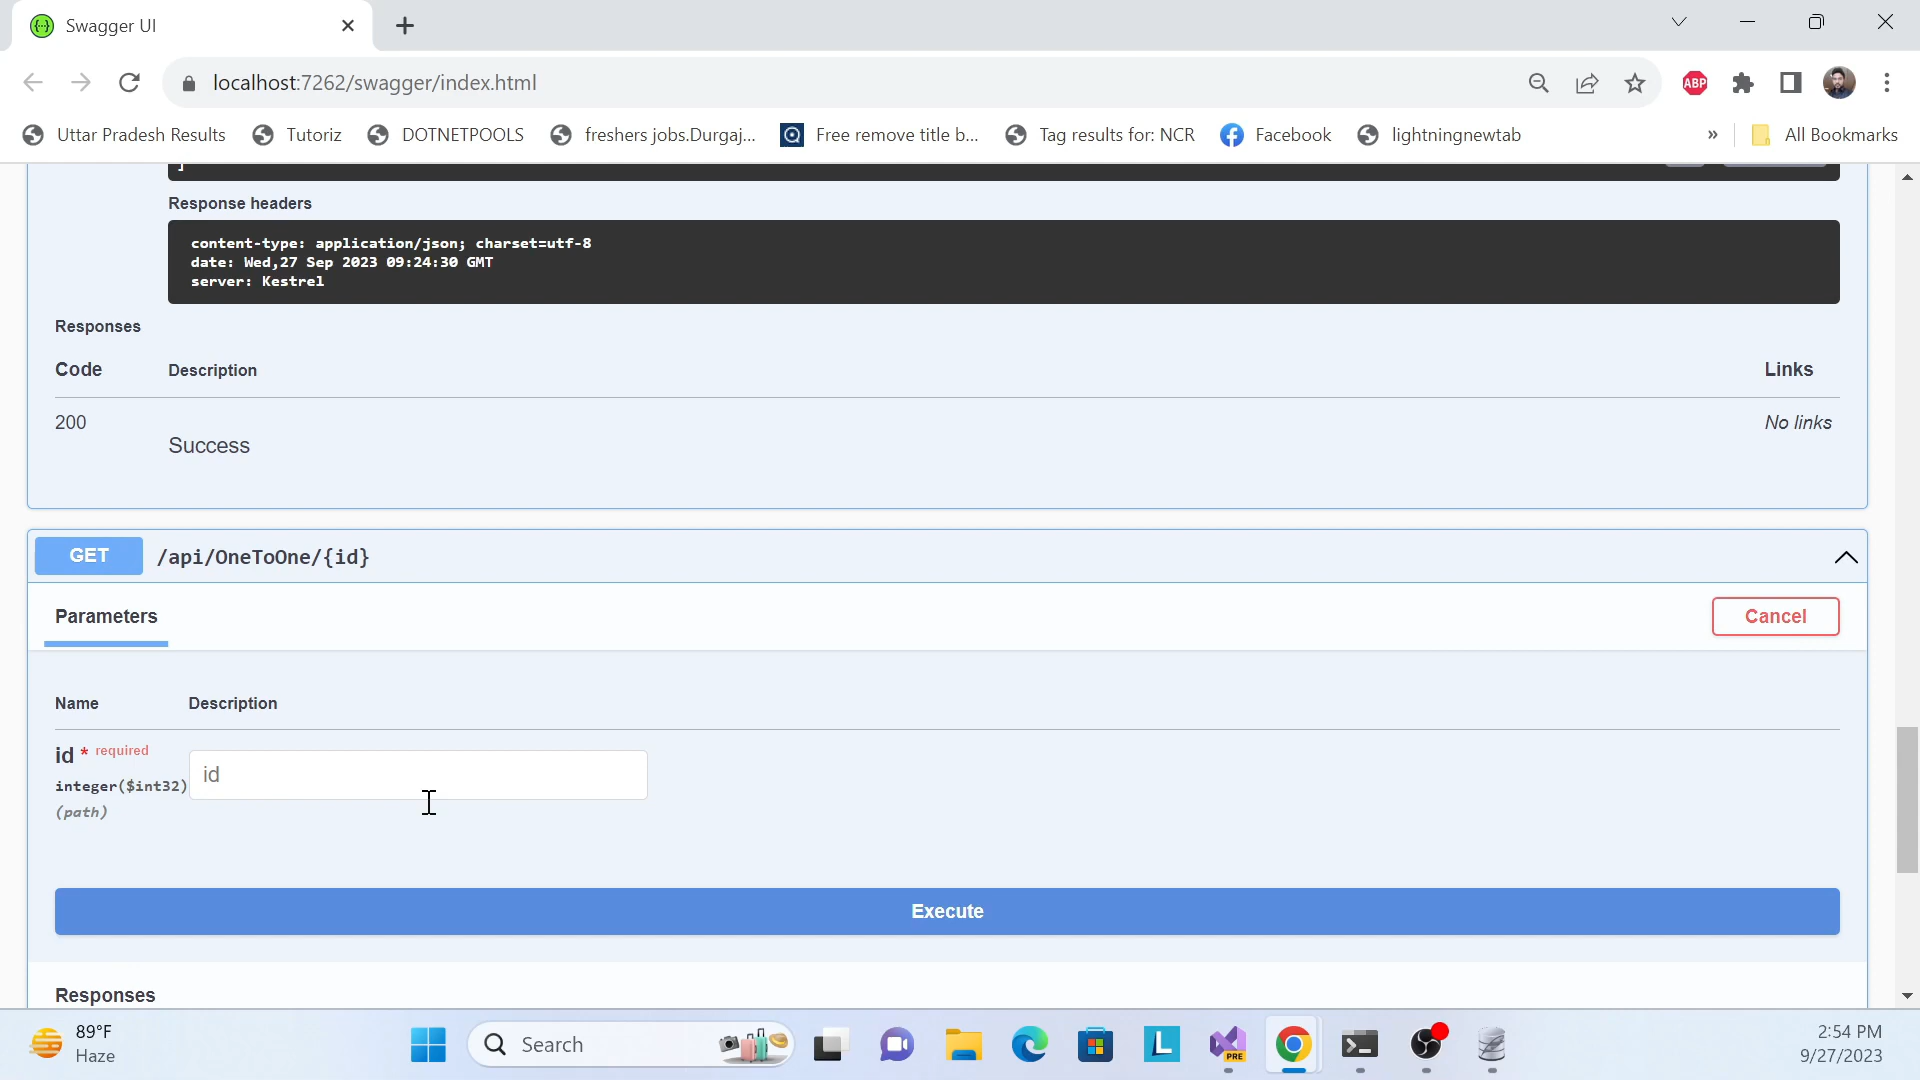 Swagger UI
localhost:7262/swagger/index.html
ABP
Uttar Pradesh Results
Tutoriz
DOTNETPOOLS
freshers jobs.Durgaj...
Free remove title b...
Tag results for: NCR
Facebook
lightningnewtab
»
All Bookmarks
]
Response headers
content-type: application/json; charset=utf-8
date: Wed,27 Sep 2023 09:24:30 GMT
server: Kestrel
Responses
Code Description Links
200 No links
Success
GET /api/OneToOne/{id}
Parameters Cancel
Name Description
id * required
id
integer($int32)
(path)
Execute
Responses
89°F
Haze
Search
L
PRE
2:54 PM
9/27/2023